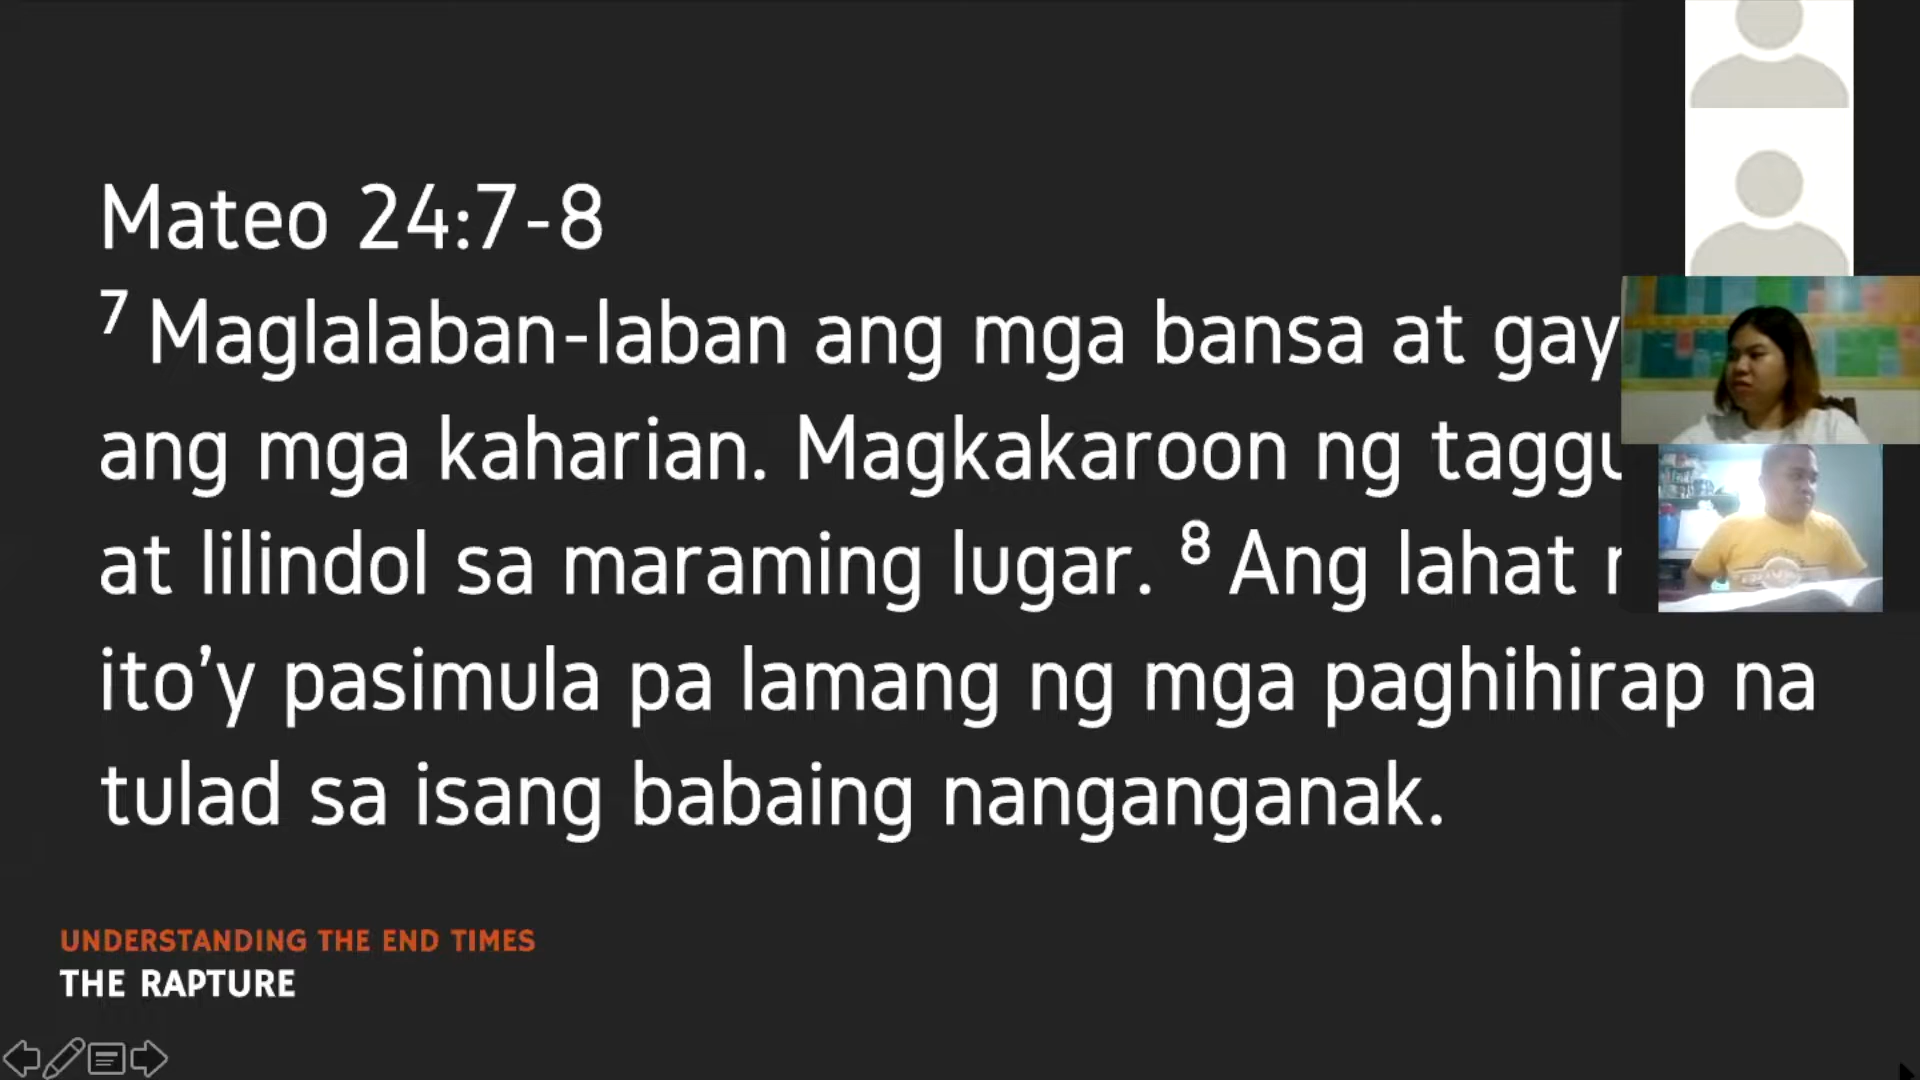 Mateo 24:7-8
7 Maglalaban-laban ang mga bansa at
ang mga kaharian. Magkakaroon ng
at lilindol sa maraming lugar. 8 Ang lahat
ito’y pasimula pa lamang ng mga paghihirap na
tulad sa isang babaing nanganganak.
UNDERSTANDING THE END TIMES
THE RAPTURE